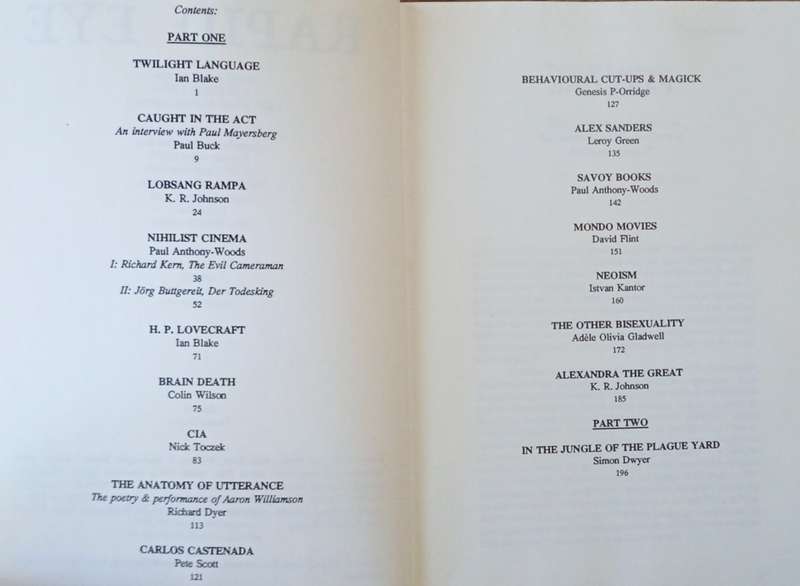 Contents:
PART ONE
TWILIGHT LANGUAGE
Ian Blake
1
CAUGHT IN THE ACT
An interview with Paul Mayersberg
Paul Buck
9
LOBSANG RAMPA
K. R. Johnson
24
NIHILIST CINEMA
Paul Anthony-Woods
I: Richard Kern, The Evil Cameraman
38
II: Jörg Buttgereit, Der Todesking
52
H. P. LOVECRAFT
Ian Blake
71
BRAIN DEATH
Colin Wilson
75
CIA
Nick Toczek
83
THE ANATOMY OF UTTERANCE
The poetry & performance of Aaron Williamson
Richard Dyer
113
CARLOS CASTENADA
Pete Scott
121
BEHAVIOURAL CUT-UPS & MAGICK
Genesis P-Orridge
127
ALEX SANDERS
Leroy Green
135
SAVOY BOOKS
Paul Anthony-Woods
142
MONDO MOVIES
David Flint
151
NEOISM
Istvan Kantor
160
THE OTHER BISEXUALITY
Adèle Olivia Gladwell
172
ALEXANDRA THE GREAT
K. R. Johnson
185
PART TWO
IN THE JUNGLE OF THE PLAGUE YARD
Simon Dwyer
196